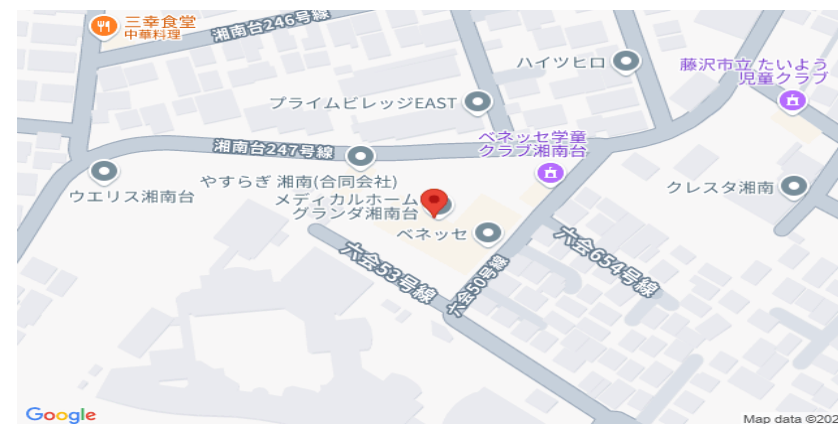 三幸食堂
中華料理
湘南台246号線
ハイツヒロ
藤沢市立 たいよう
児童クラブ
プライムビレッジEAST
ベネッセ学童
クラブ湘南台
湘南台247号線
ウエリス湘南台
やすらぎ 湘南(合同会社)
メディカルホーム
グランダ湘南台
クレスタ湘南
ベネッセ
六会53号線
六会50号線
六会654号線
Google
Map data ©202